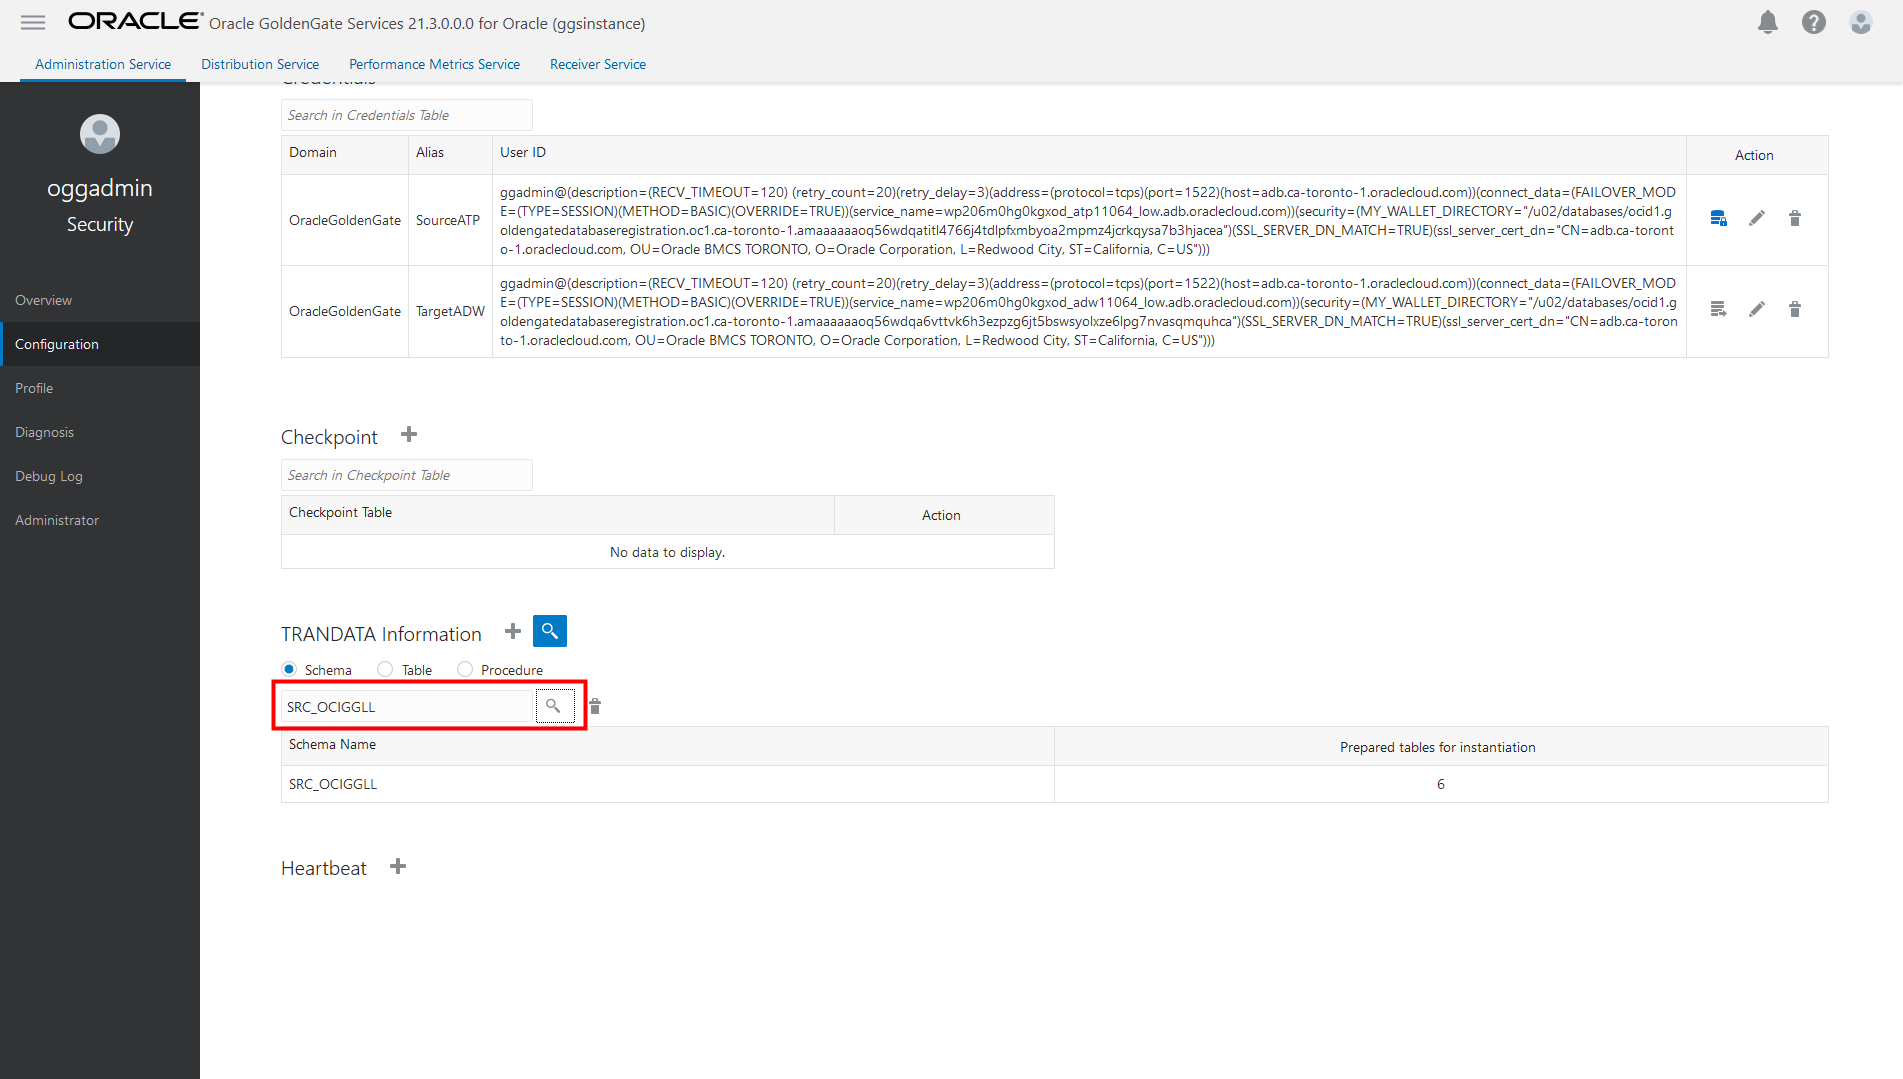 ORACLE Oracle GoldenGate Services 21.3.0.0.0 for Oracle (ggsinstance)
Administration Service Distribution Service Performance Metrics Service Receiver Service
oggadmin
Security
Overview
Configuration
Profile
Diagnosis
Debug Log
Administrator
Credentials
Search in Credentials Table
Domain Alias User ID Action
OracleGoldenGate SourceATP
ggadmin@(description=(RECV_TIMEOUT=120) (retry_count=20)(retry_delay=3)(address=(protocol=tcps)(port=1522)(host=adb.ca-toronto-1.oraclecloud.com))(connect_data=(FAILOVER_MOD
E=(TYPE=SESSION)(METHOD=BASIC)(OVERRIDE=TRUE))(service_name=wp206m0hg0kgxod_atp11064_low.adb.oraclecloud.com))(security=(MY_WALLET_DIRECTORY="/u02/databases/ocid1.g
oldengatedatabaseregistration.oc1.ca-toronto-1.amaaaaaaoq56wdqatitl4766j4tdlpfxmbyoa2mpmz4jcrkqysa7b3hjacea")(SSL_SERVER_DN_MATCH=TRUE)(ssl_server_cert_dn="CN=adb.ca-toron
to-1.oraclecloud.com, OU=Oracle BMCS TORONTO, O=Oracle Corporation, L=Redwood City, ST=California, C=US")))
OracleGoldenGate TargetADW
ggadmin@(description=(RECV_TIMEOUT=120) (retry_count=20)(retry_delay=3)(address=(protocol=tcps)(port=1522)(host=adb.ca-toronto-1.oraclecloud.com))(connect_data=(FAILOVER_MOD
E=(TYPE=SESSION)(METHOD=BASIC)(OVERRIDE=TRUE))(service_name=wp206m0hg0kgxod_adw11064_low.adb.oraclecloud.com))(security=(MY_WALLET_DIRECTORY="/u02/databases/ocid1.g
oldengatedatabaseregistration.oc1.ca-toronto-1.amaaaaaaoq56wdqa6vttvk6h3ezpzg6jt5bswsyolxze6lpg7nvasqmquhca")(SSL_SERVER_DN_MATCH=TRUE)(ssl_server_cert_dn="CN=adb.ca-toron
to-1.oraclecloud.com, OU=Oracle BMCS TORONTO, O=Oracle Corporation, L=Redwood City, ST=California, C=US")))
Checkpoint
Search in Checkpoint Table
Checkpoint Table Action
No data to display.
TRANDATA Information
Schema Table Procedure
SRC_OCIGGLL
Schema Name Prepared tables for instantiation
SRC_OCIGGLL 6
Heartbeat